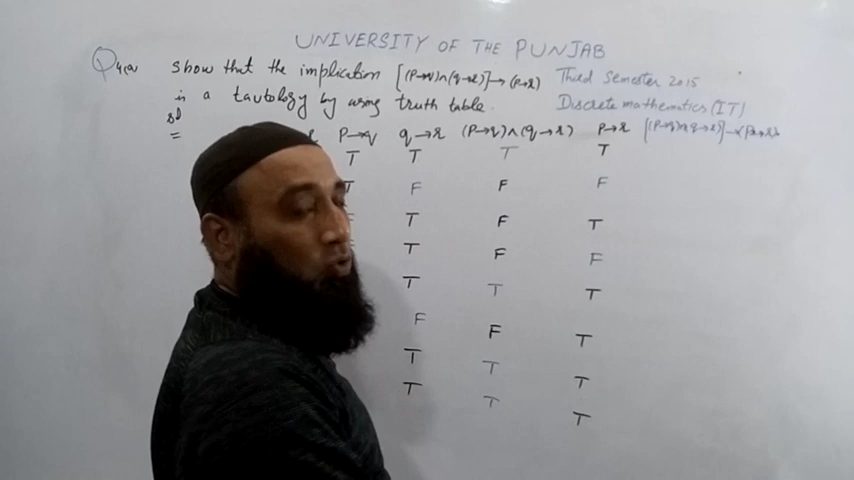 UNIVERSITY OF THE PUNJAB
Q4(a) show that the implication [(P→q)∧(q→r)]→(P→r) Third Semester 2015
is a tautology by using truth table. Discrete mathematics (IT)
sol
= r P→q q→r (P→q)∧(q→r) P→r [(P→q)∧(q→r)]→(P→r)
T T T T
T F F F
T F T
T F F
T T T
F F T
T T T
T T T